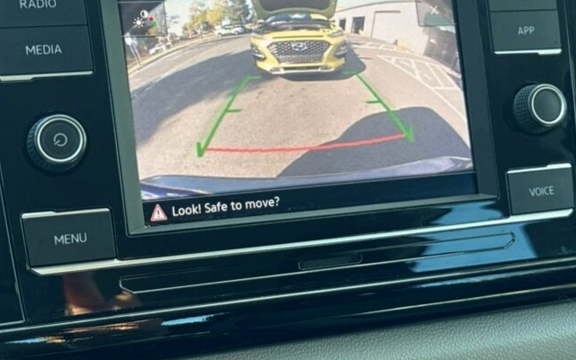 RADIO
MEDIA
APP
Look! Safe to move?
VOICE
MENU